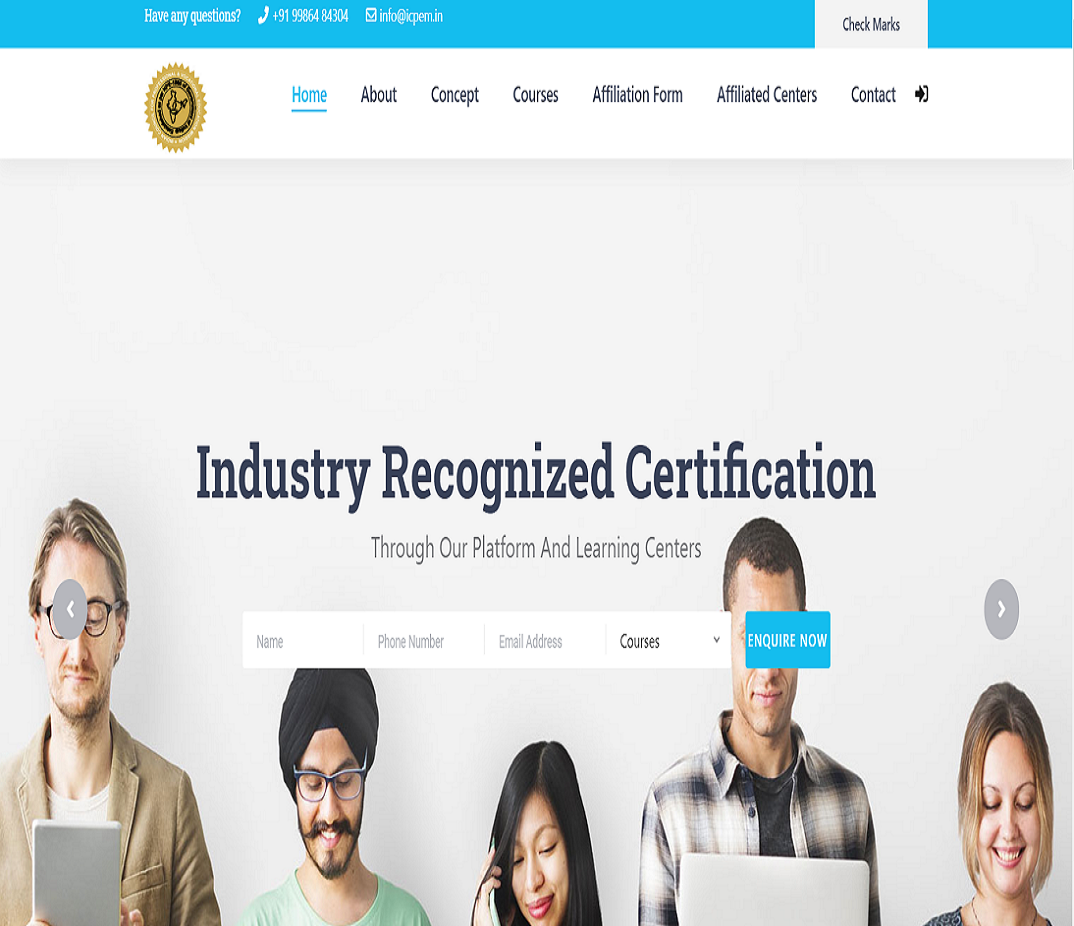 Have any questions? +91 99864 84304 info@icpem.in
Check Marks
Home About Concept Courses Affiliation Form Affiliated Centers Contact
Industry Recognized Certification
Through Our Platform And Learning Centers
Name Phone Number Email Address Courses ENQUIRE NOW